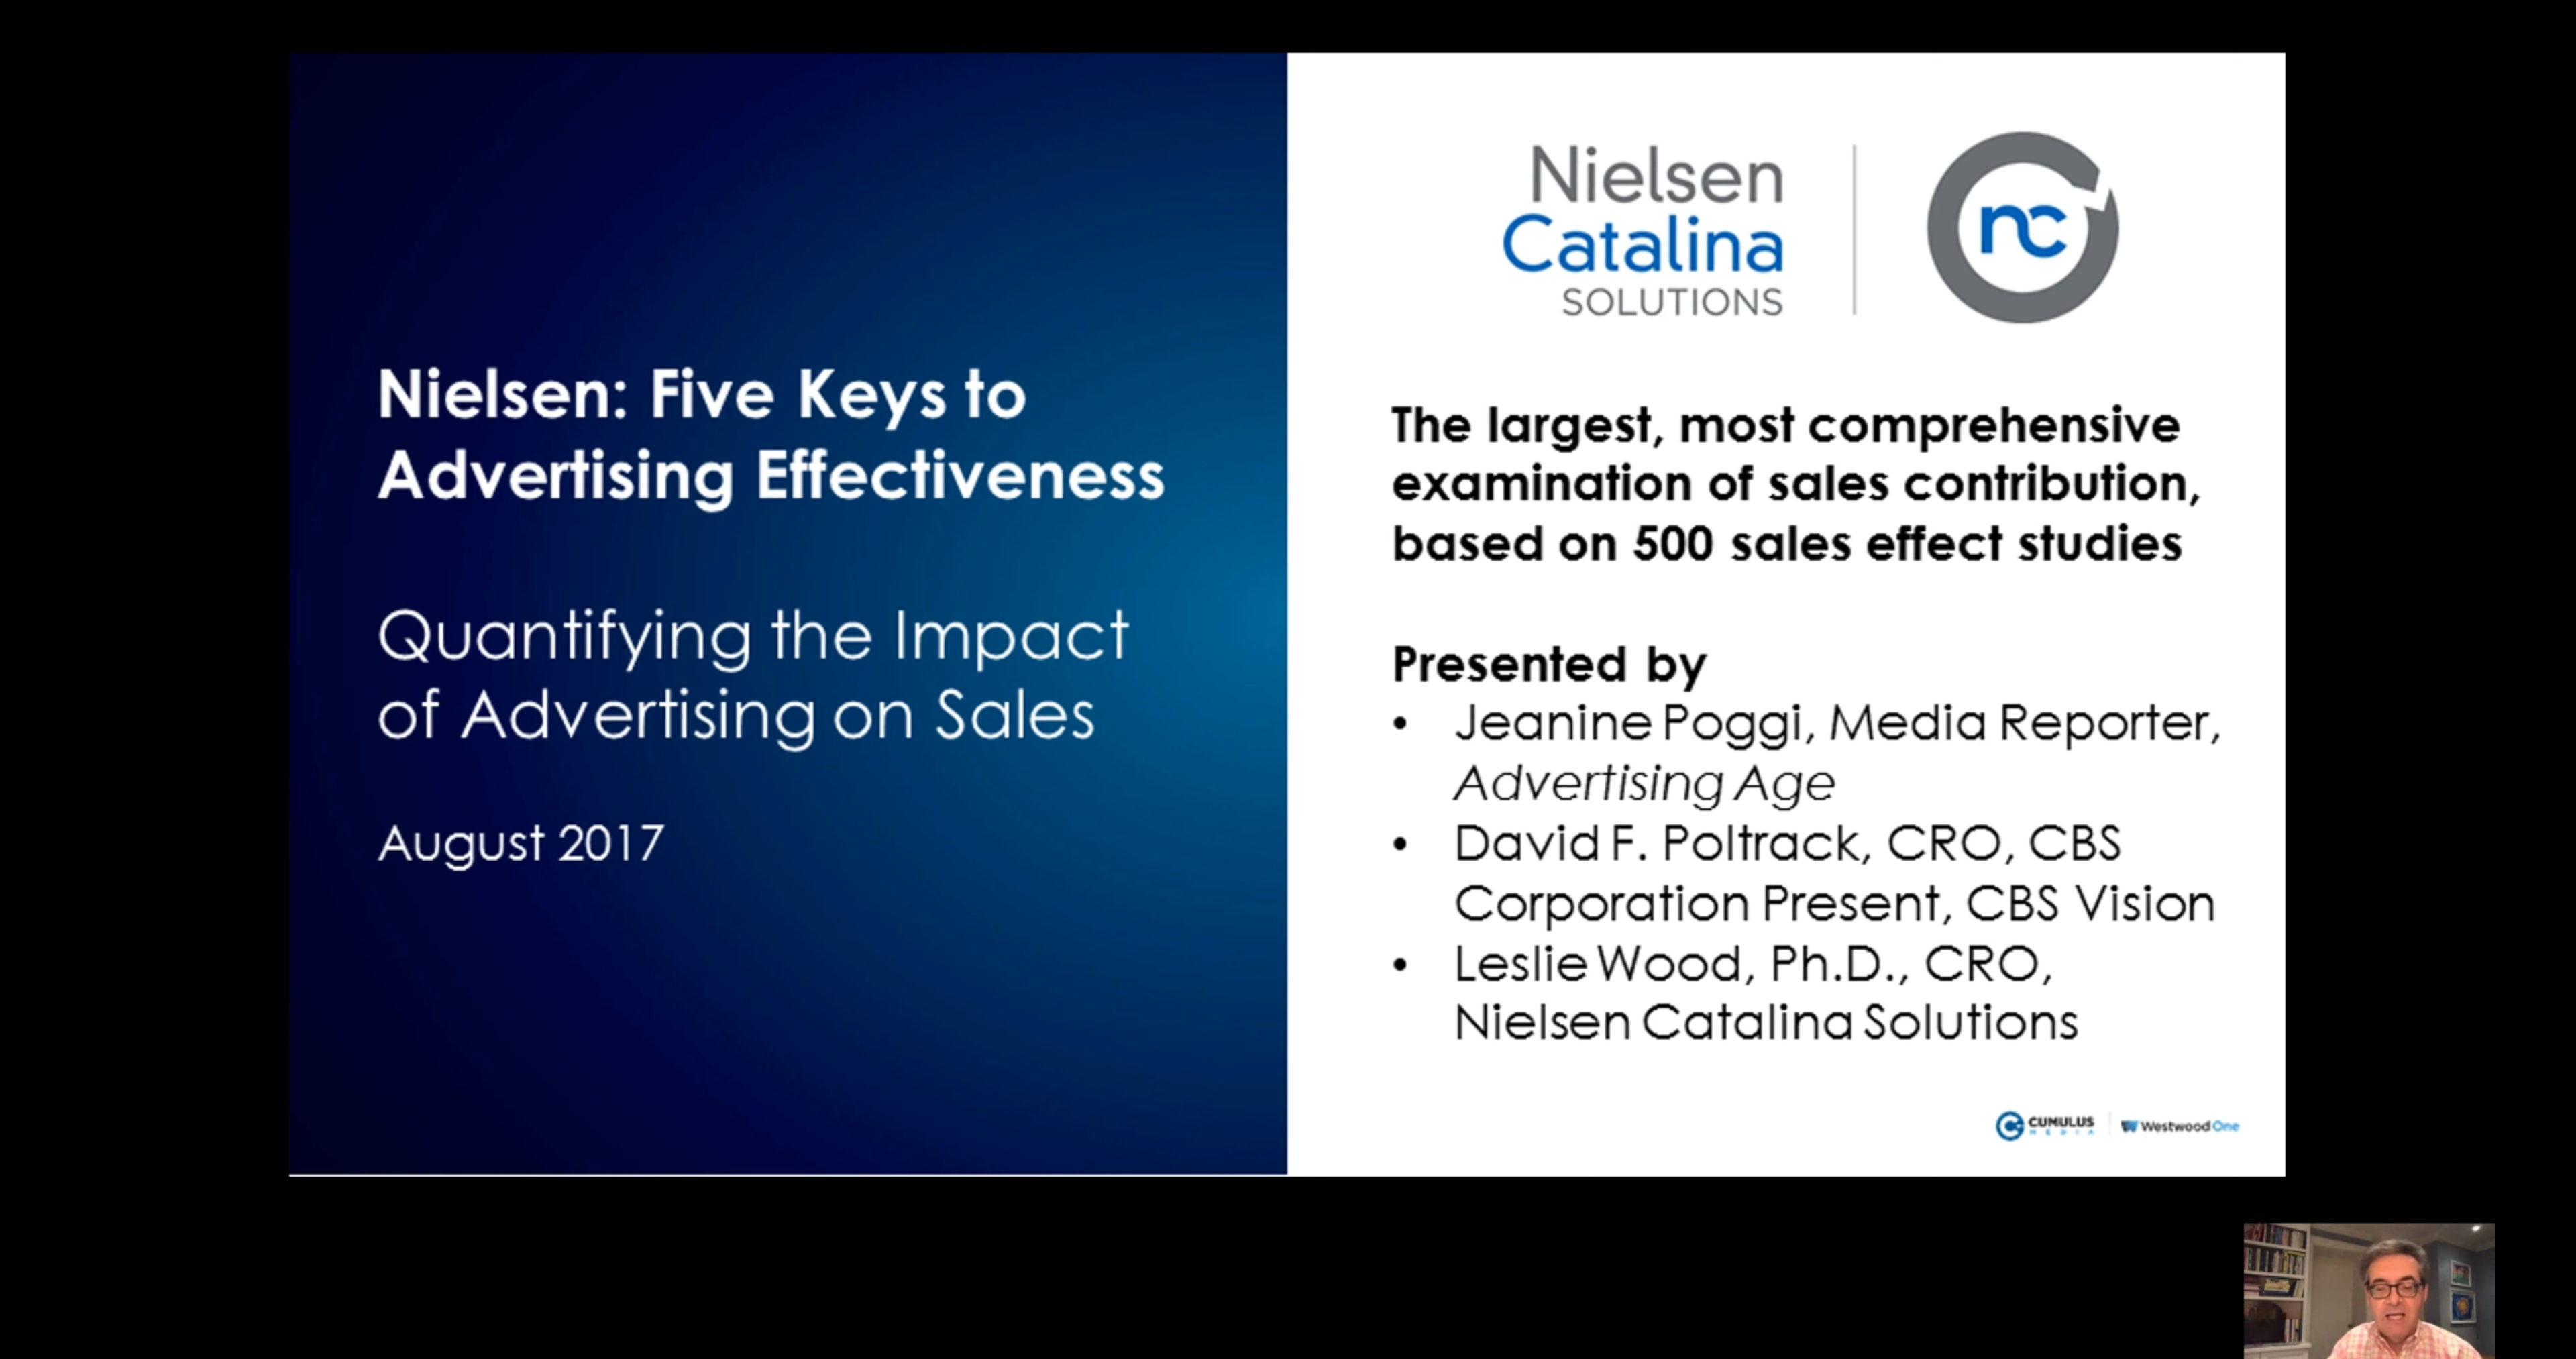 Nielsen: Five Keys to
Advertising Effectiveness
Quantifying the Impact
of Advertising on Sales
August 2017
Nielsen
Catalina
SOLUTIONS
nc
The largest, most comprehensive
examination of sales contribution,
based on 500 sales effect studies
Presented by
• Jeanine Poggi, Media Reporter,
Advertising Age
• David F. Poltrack, CRO, CBS
Corporation Present, CBS Vision
• Leslie Wood, Ph.D., CRO,
Nielsen Catalina Solutions
CUMULUS
MEDIA
Westwood One